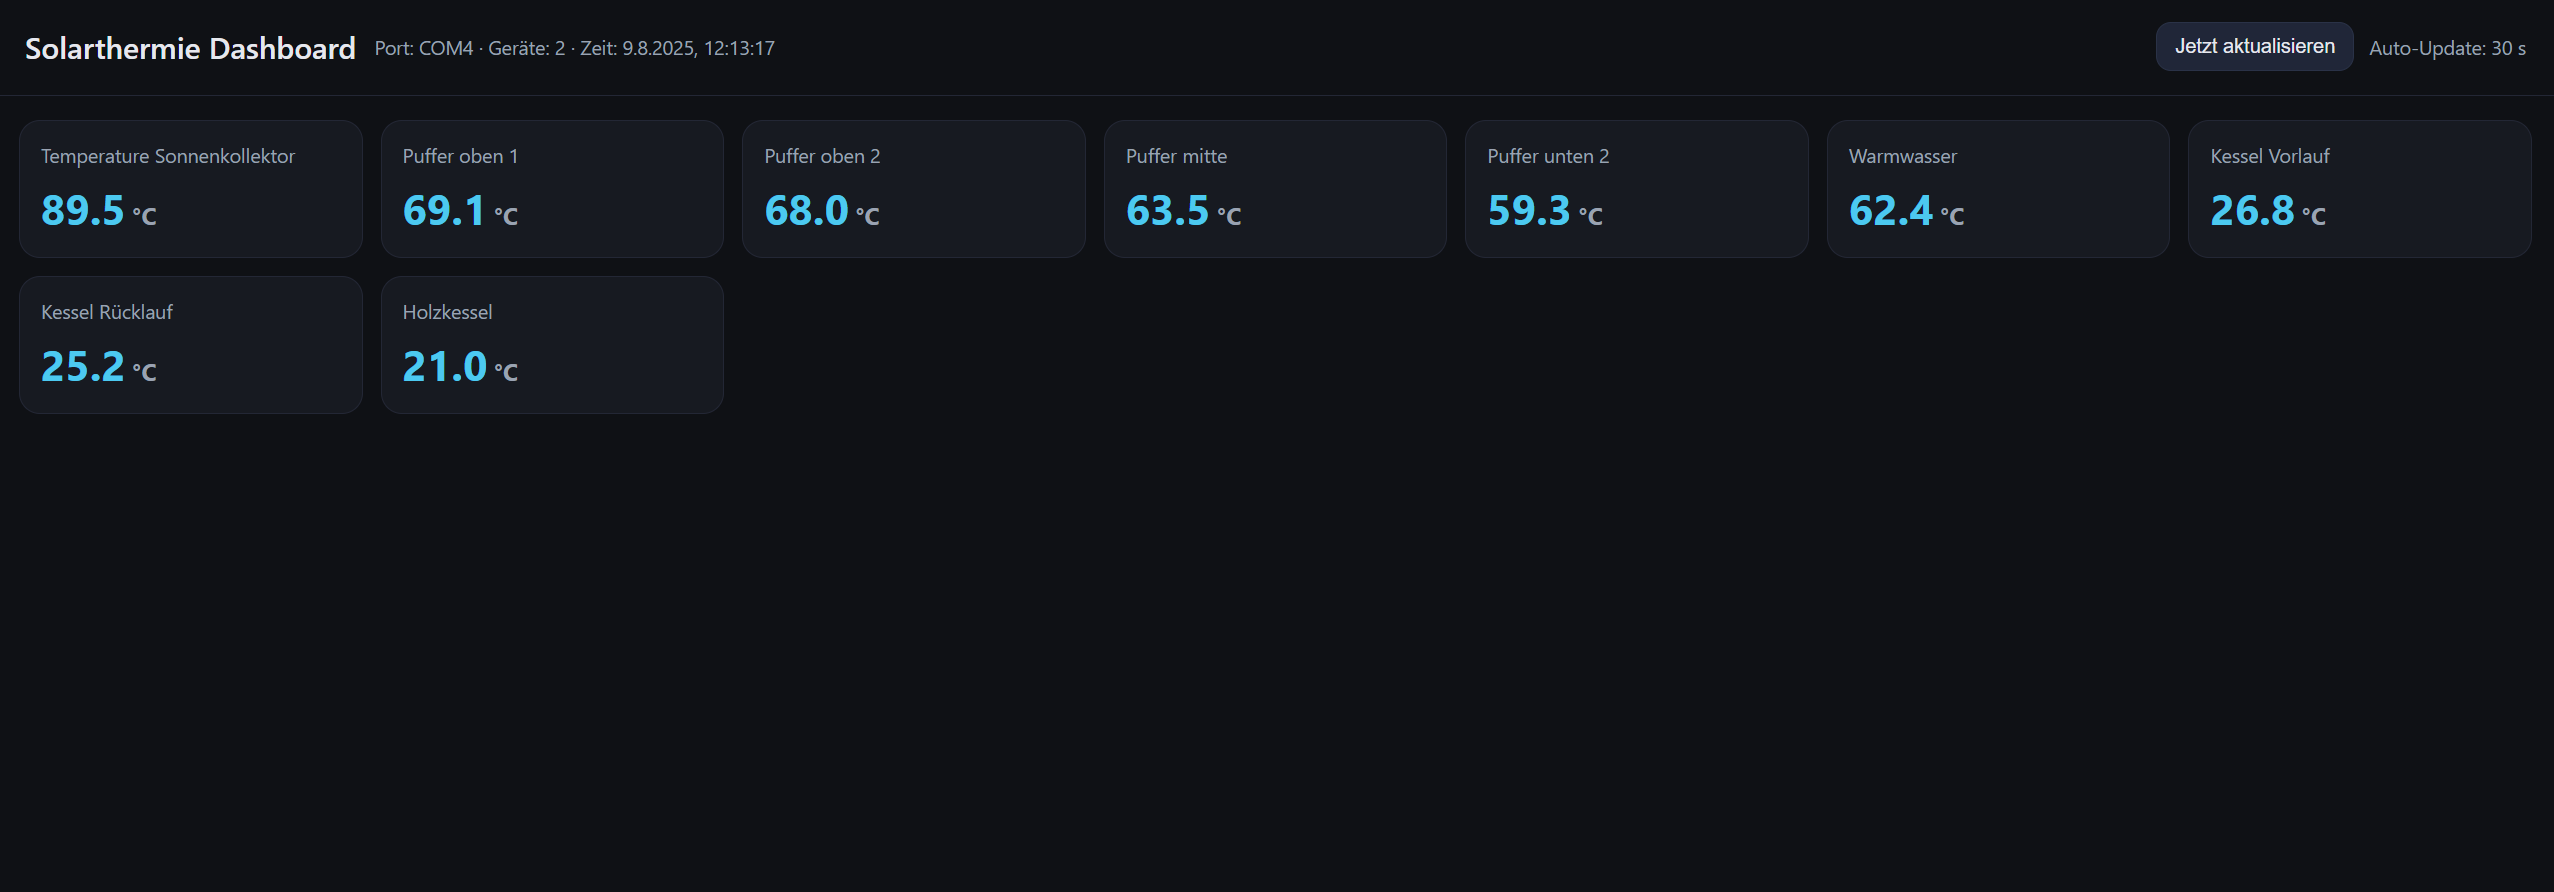 Solarthermie Dashboard Port: COM4 · Geräte: 2 · Zeit: 9.8.2025, 12:13:17 Jetzt aktualisieren Auto-Update: 30 s
Temperature Sonnenkollektor
89.5 °C
Puffer oben 1
69.1 °C
Puffer oben 2
68.0 °C
Puffer mitte
63.5 °C
Puffer unten 2
59.3 °C
Warmwasser
62.4 °C
Kessel Vorlauf
26.8 °C
Kessel Rücklauf
25.2 °C
Holzkessel
21.0 °C